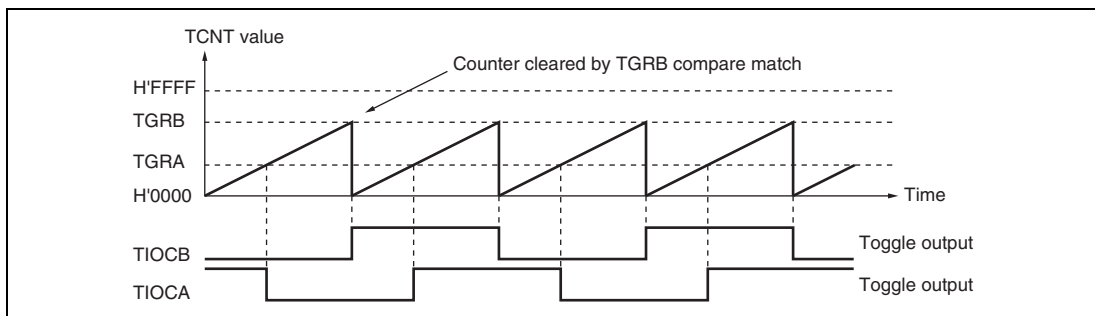 TCNT value
Counter cleared by TGRB compare match
H'FFFF
TGRB
TGRA
H'0000
Time
TIOCB
Toggle output
TIOCA
Toggle output